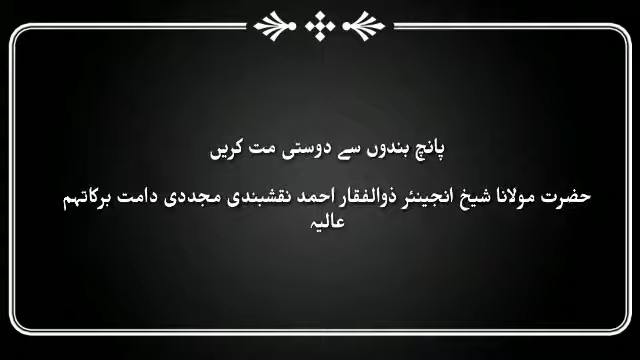 پانچ بندوں سے دوستی مت کریں
حضرت مولانا شیخ انجینئر ذوالفقار احمد نقشبندی مجددی دامت برکاتہم
عالیہ